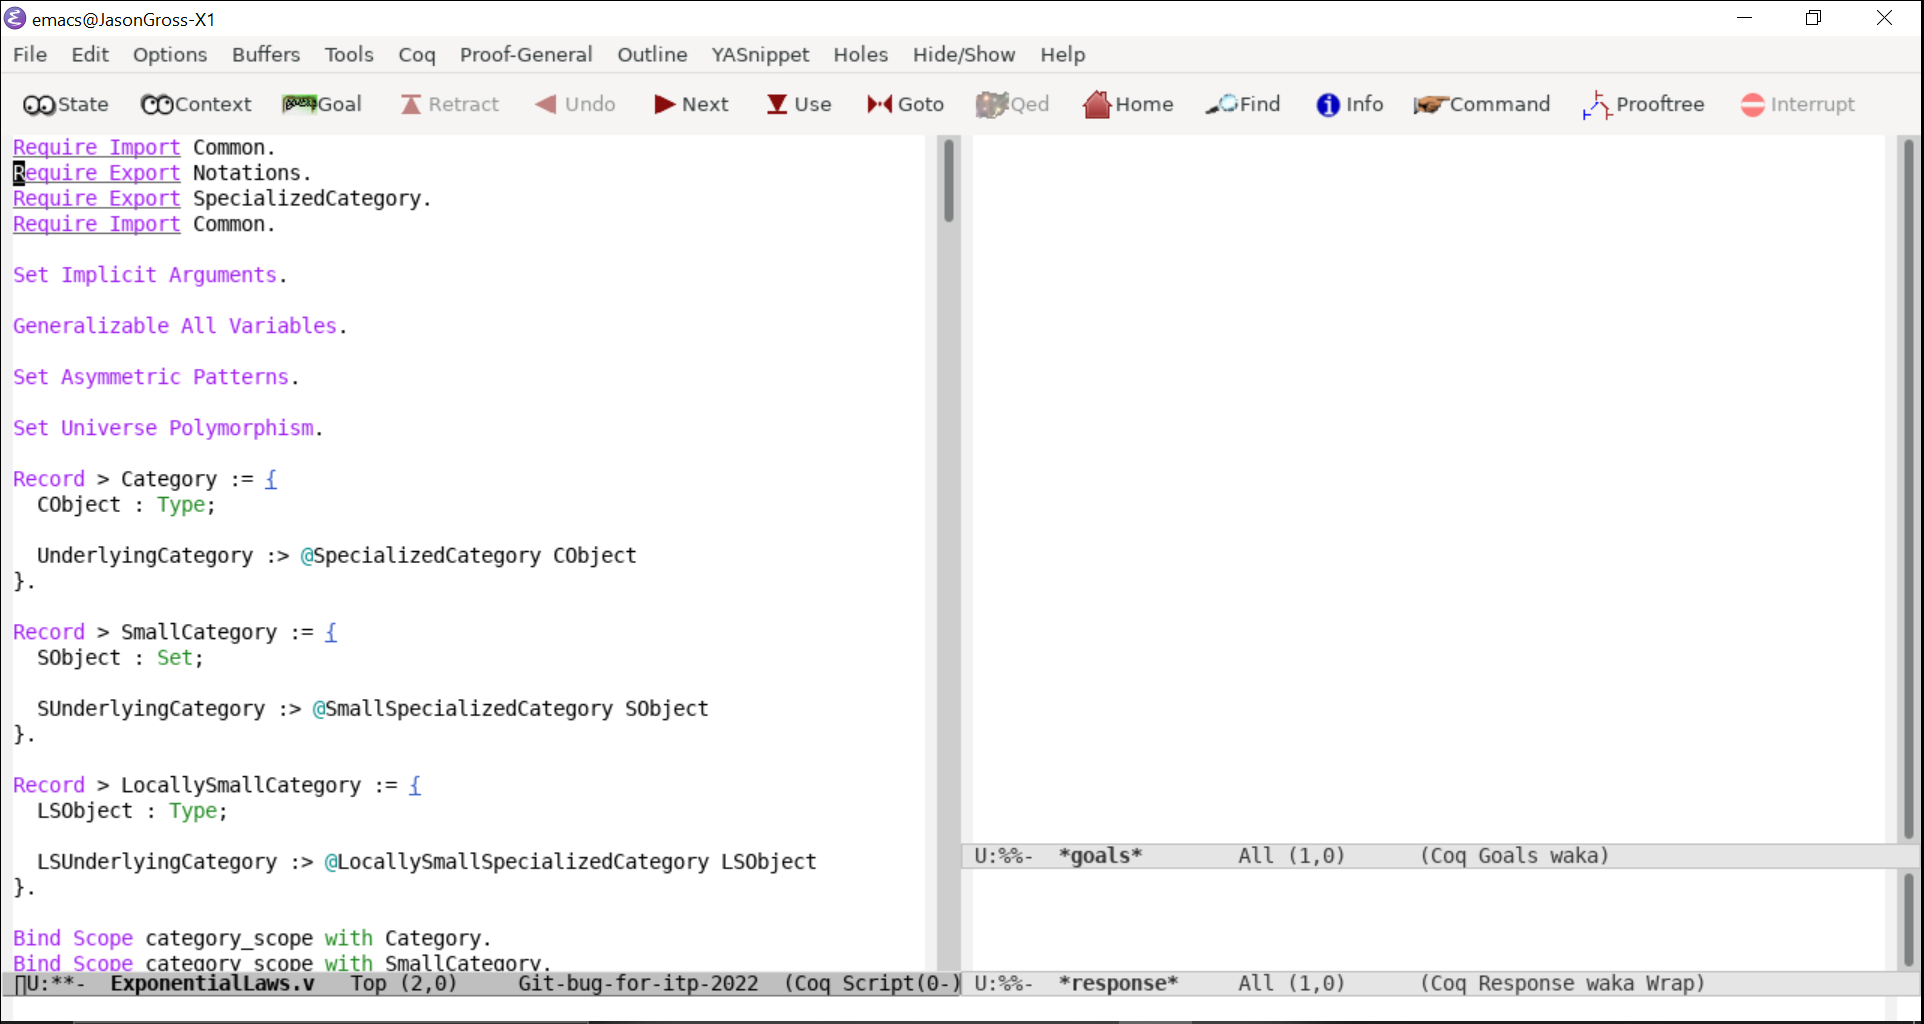 emacs@JasonGross-X1
File Edit Options Buffers Tools Coq Proof-General Outline YASnippet Holes Hide/Show Help
State Context Goal Retract Undo Next Use Goto Qed Home Find Info Command Prooftree Interrupt
Require Import Common.
Require Export Notations.
Require Export SpecializedCategory.
Require Import Common.
Set Implicit Arguments.
Generalizable All Variables.
Set Asymmetric Patterns.
Set Universe Polymorphism.
Record > Category := {
CObject : Type;
UnderlyingCategory :> @SpecializedCategory CObject
}.
Record > SmallCategory := {
SObject : Set;
SUnderlyingCategory :> @SmallSpecializedCategory SObject
}.
Record > LocallySmallCategory := {
LSObject : Type;
LSUnderlyingCategory :> @LocallySmallSpecializedCategory LSObject
}.
Bind Scope category_scope with Category.
Bind Scope category_scope with SmallCategory.
U:**- ExponentialLaws.v Top (2,0) Git-bug-for-itp-2022 (Coq Script(0-)
U:%%- *goals* All (1,0) (Coq Goals waka)
U:%%- *response* All (1,0) (Coq Response waka Wrap)